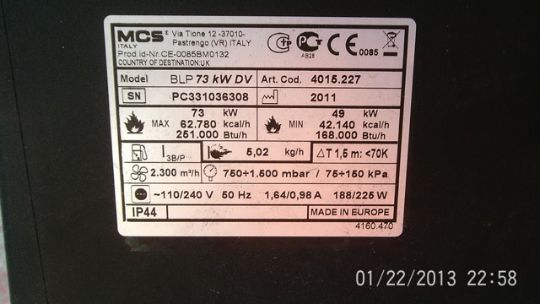 MCS ITALY Via Tione 12 -37010-
Pastrengo (VR) ITALY
Prod.Id-Nr.CE-0085BM0132
COUNTRY OF DESTINATION:UK
AB28
0085
Model BLP 73 kW DV Art. Cod. 4015.227
SN PC331036308 2011
MAX 73 kW
62.780 kcal/h
251.000 Btu/h
MIN 49 kW
42.140 kcal/h
168.000 Btu/h
I3B/P 5,02 kg/h ΔT 1,5 m: <70K
2.300 m³/h 750÷1.500 mbar / 75÷150 kPa
~110/240 V 50 Hz 1,64/0,98 A 188/225 W
IP44 MADE IN EUROPE
4160.470
01/22/2013 22:58